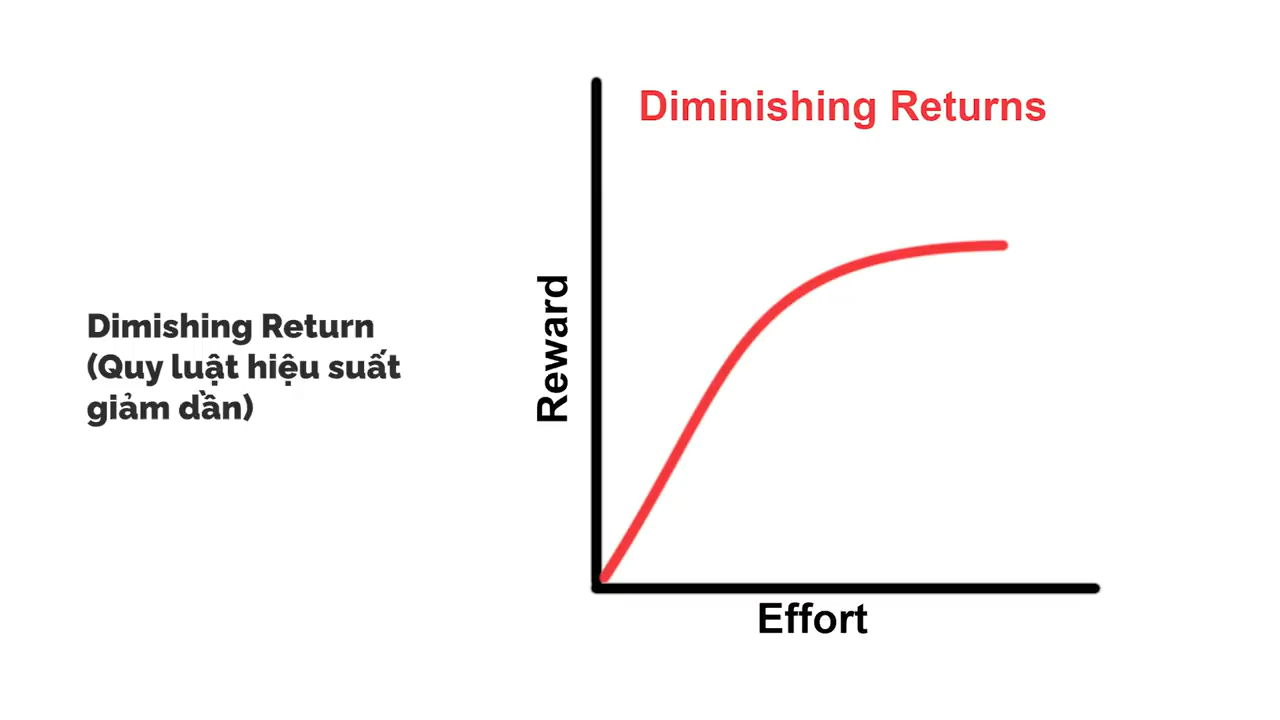 Diminishing Returns
Reward
Dimishing Return
(Quy luật hiệu suất
giảm dần)
Effort